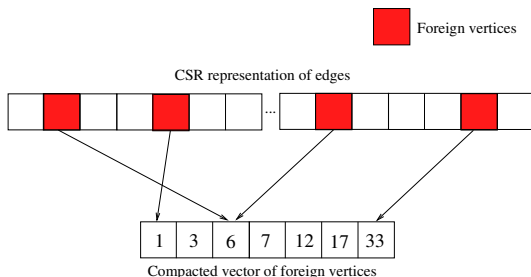 Foreign vertices
CSR representation of edges
...
1 3 6 7 12 17 33
Compacted vector of foreign vertices